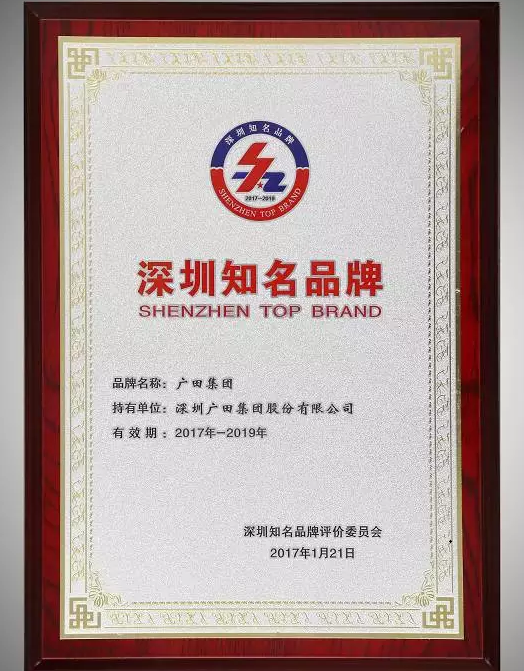 深圳知名品牌
2017-2019
SHENZHEN TOP BRAND
深圳知名品牌
SHENZHEN TOP BRAND
品牌名称：广田集团
持有单位：深圳广田集团股份有限公司
有效期：2017年-2019年
深圳知名品牌评价委员会
2017年1月21日